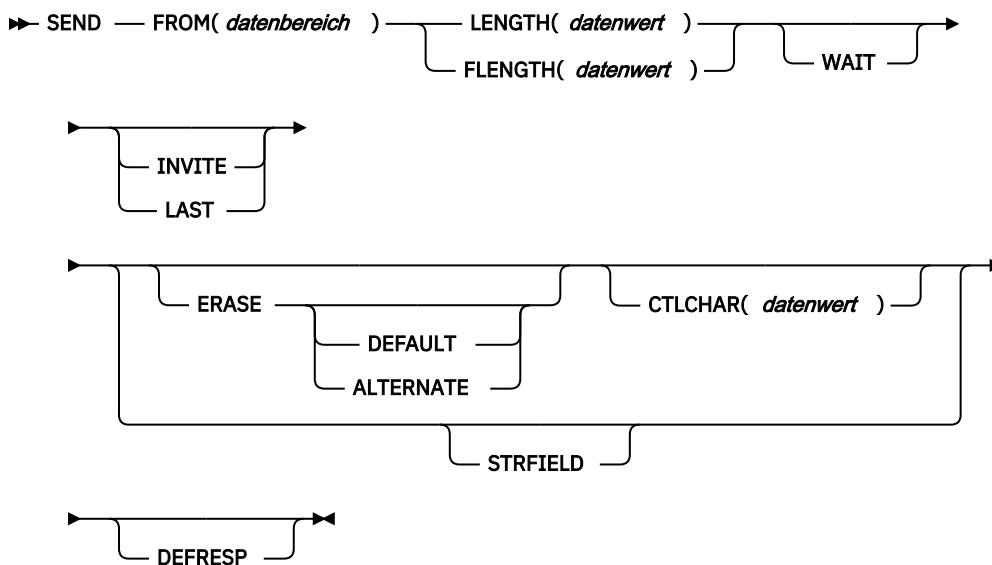 SEND FROM( datenbereich ) LENGTH( datenwert )
FLENGTH( datenwert ) WAIT
INVITE
LAST
ERASE CTLCHAR( datenwert )
DEFAULT
ALTERNATE
STRFIELD
DEFRESP